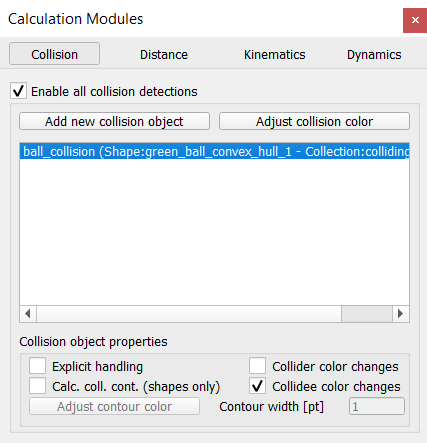 Calculation Modules
Collision Distance Kinematics Dynamics
Enable all collision detections
Add new collision object Adjust collision color
ball_collision (Shape:green_ball_convex_hull_1 - Collection:colliding
Collision object properties
Explicit handling Collider color changes
Calc. coll. cont. (shapes only) Collidee color changes
Adjust contour color Contour width [pt] 1